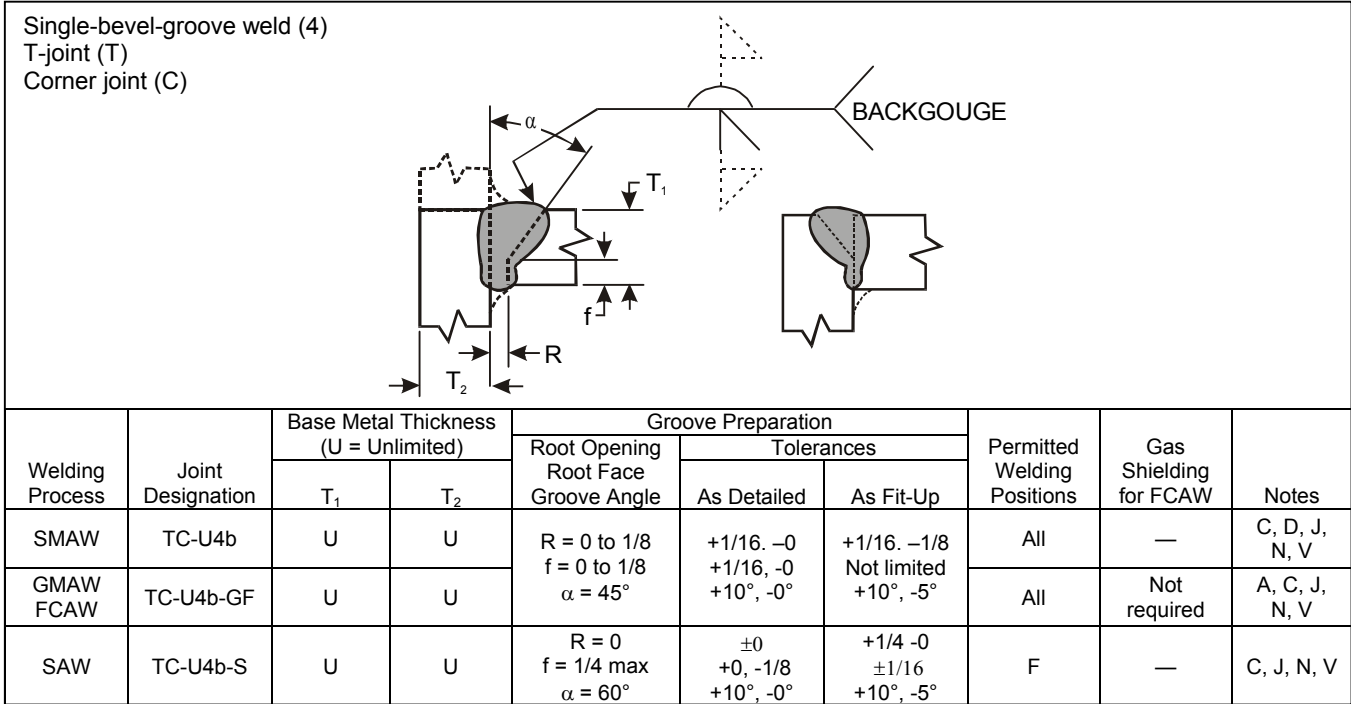 Single-bevel-groove weld (4)
T-joint (T)
Corner joint (C)
BACKGOUGE
α
T₁
f
R
T₂
Welding Process
Joint Designation
Base Metal Thickness
(U = Unlimited)
T₁
T₂
Groove Preparation
Root Opening
Root Face
Groove Angle
Tolerances
As Detailed
As Fit-Up
Permitted
Welding
Positions
Gas
Shielding
for FCAW
Notes
SMAW
TC-U4b
U
U
R = 0 to 1/8
f = 0 to 1/8
α = 45°
+1/16. –0
+1/16, -0
+10°, -0°
+1/16. –1/8
Not limited
+10°, -5°
All
—
C, D, J,
N, V
GMAW
FCAW
TC-U4b-GF
U
U
All
Not
required
A, C, J,
N, V
SAW
TC-U4b-S
U
U
R = 0
f = 1/4 max
α = 60°
±0
+0, -1/8
+10°, -0°
+1/4 -0
±1/16
+10°, -5°
F
—
C, J, N, V